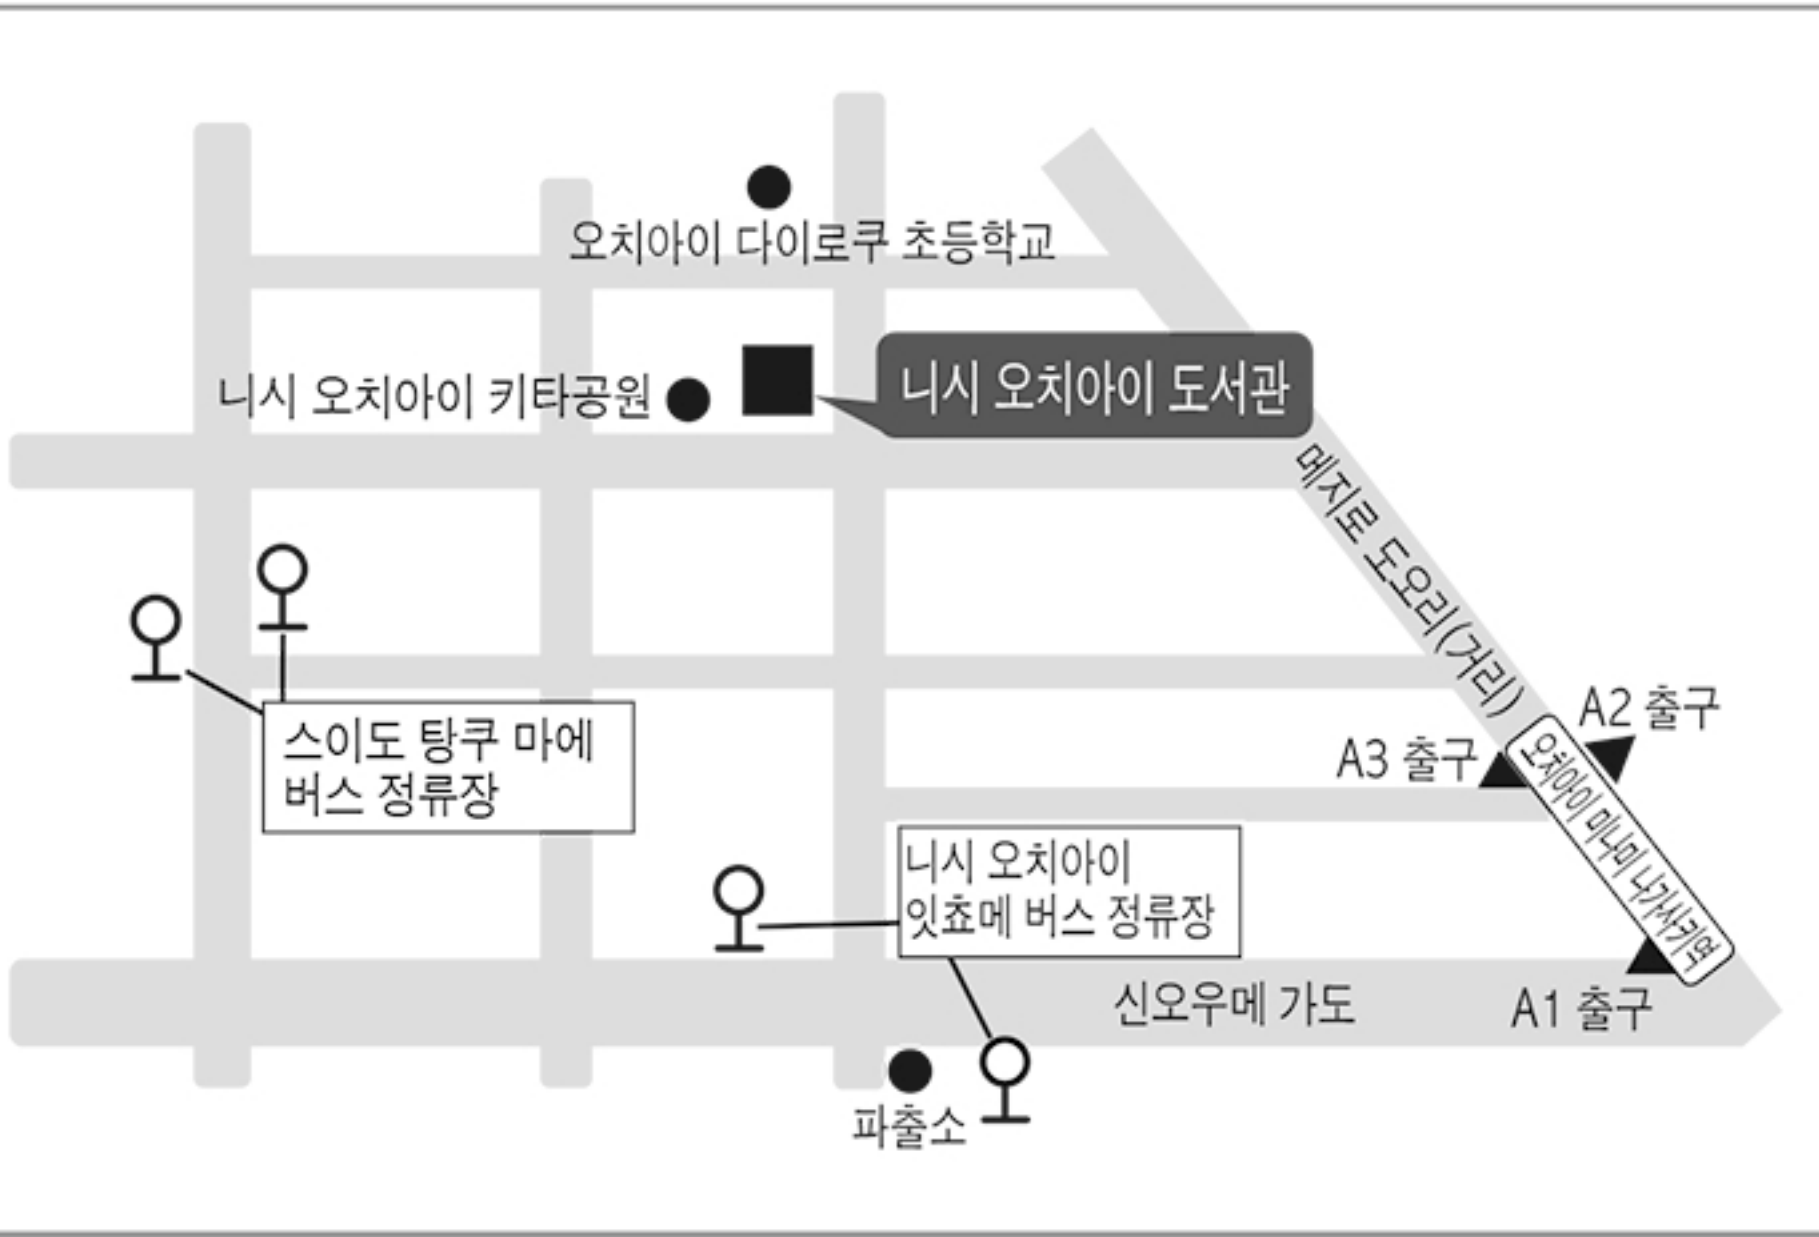 오치아이 다이로쿠 초등학교
니시 오치아이 키타공원
니시 오치아이 도서관
메지로 도오리(거리)
스이도 탕쿠 마에
버스 정류장
A2 출구
A3 출구
오치아이 미나미 나가사키역
니시 오치아이
잇쵸메 버스 정류장
신오우메 가도
A1 출구
파출소